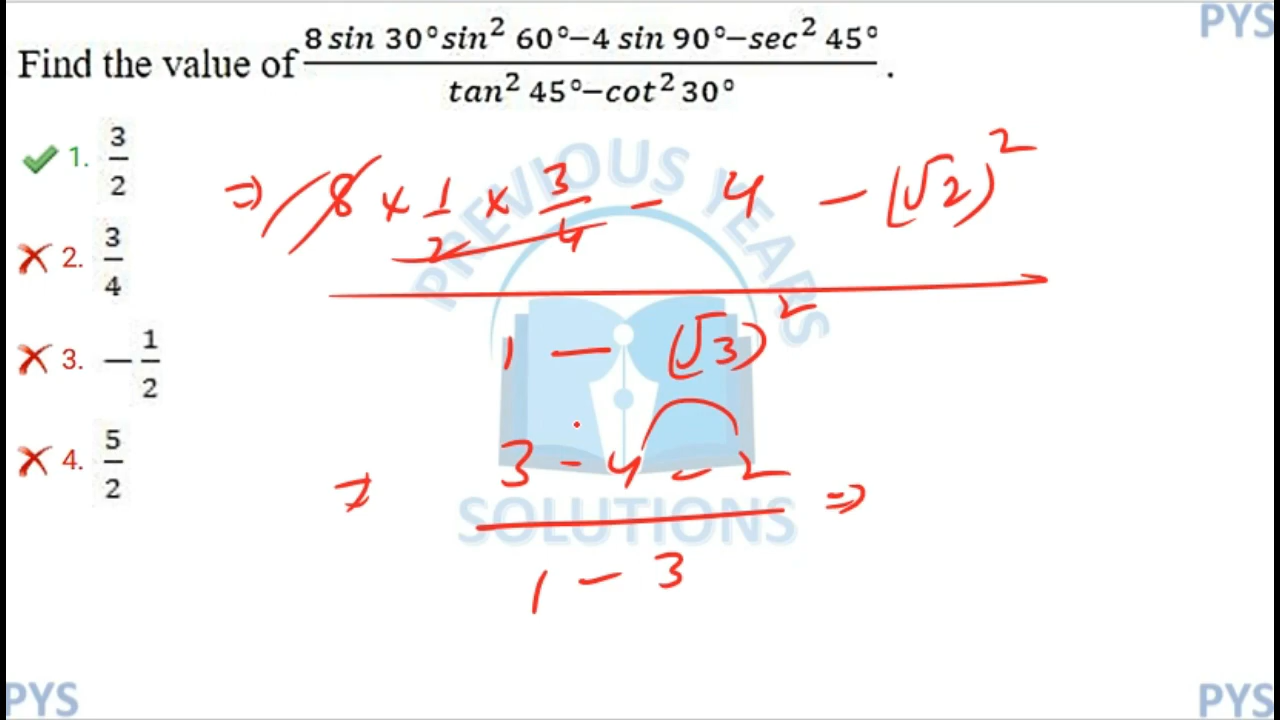 PYS
Find the value of (8 sin 30° sin² 60°−4 sin 90°−sec² 45°)/(tan² 45°−cot² 30°) .
1. 3/2
2. 3/4
3. −1/2
4. 5/2
⇒ 8 × 1/2 × 3/4 − 4 − (√2)²
1 − (√3)²
⇒ 3 − 4 − 2 ⇒
1 − 3
PREVIOUS YEARS
SOLUTIONS
PYS
PYS